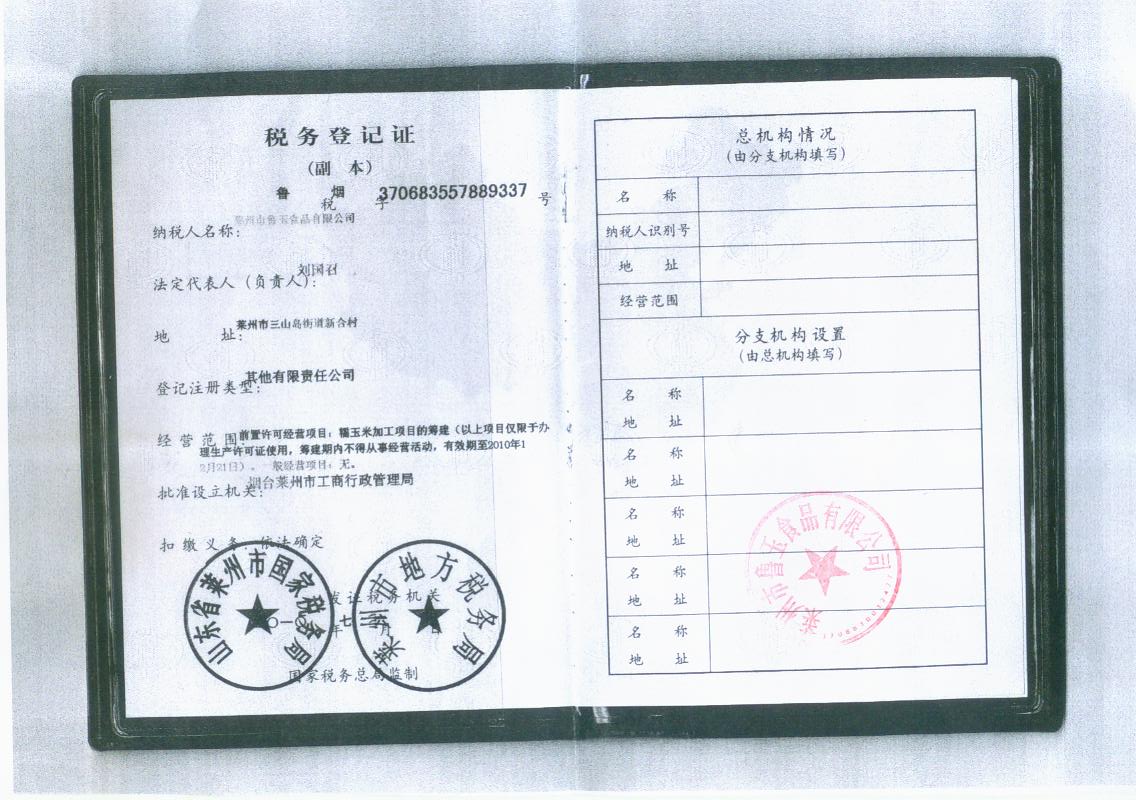 税务登记证
(副 本)
鲁 税 烟 字 370683557889337 号
纳税人名称：莱州市鲁玉食品有限公司
法定代表人（负责人）：刘国召
地 址：莱州市三山岛街道新合村
登记注册类型：其他有限责任公司
经营范围 前置许可经营项目：糯玉米加工项目的筹建（以上项目仅限于办
理生产许可证使用，筹建期内不得从事经营活动，有效期至2010年1
2月21日）。一般经营项目：无。
批准设立机关：烟台莱州市工商行政管理局
扣缴义务：依法确定
发证税务机关
二〇一〇年七月 日
国家税务总局监制
山东省莱州市国家税务局
莱州市地方税务局
总机构情况
(由分支机构填写)
名 称
纳税人识别号
地 址
经营范围
分支机构设置
(由总机构填写)
名 称
地 址
名 称
地 址
名 称
地 址
名 称
地 址
名 称
地 址
莱州市鲁玉食品有限公司